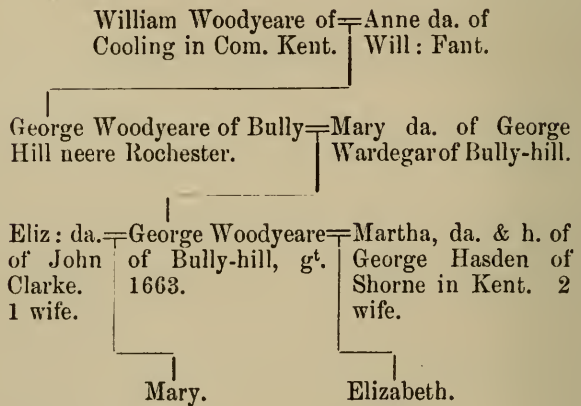 William Woodyeare of Anne da. of
Cooling in Com. Kent. Will : Fant.
George Woodyeare of Bully Mary da. of George
Hill neere Rochester. Wardegar of Bully-hill.
Eliz : da. George Woodyeare Martha, da. & h. of
of John of Bully-hill, gt. George Hasden of
Clarke. 1663. Shorne in Kent. 2
1 wife. wife.
Mary. Elizabeth.